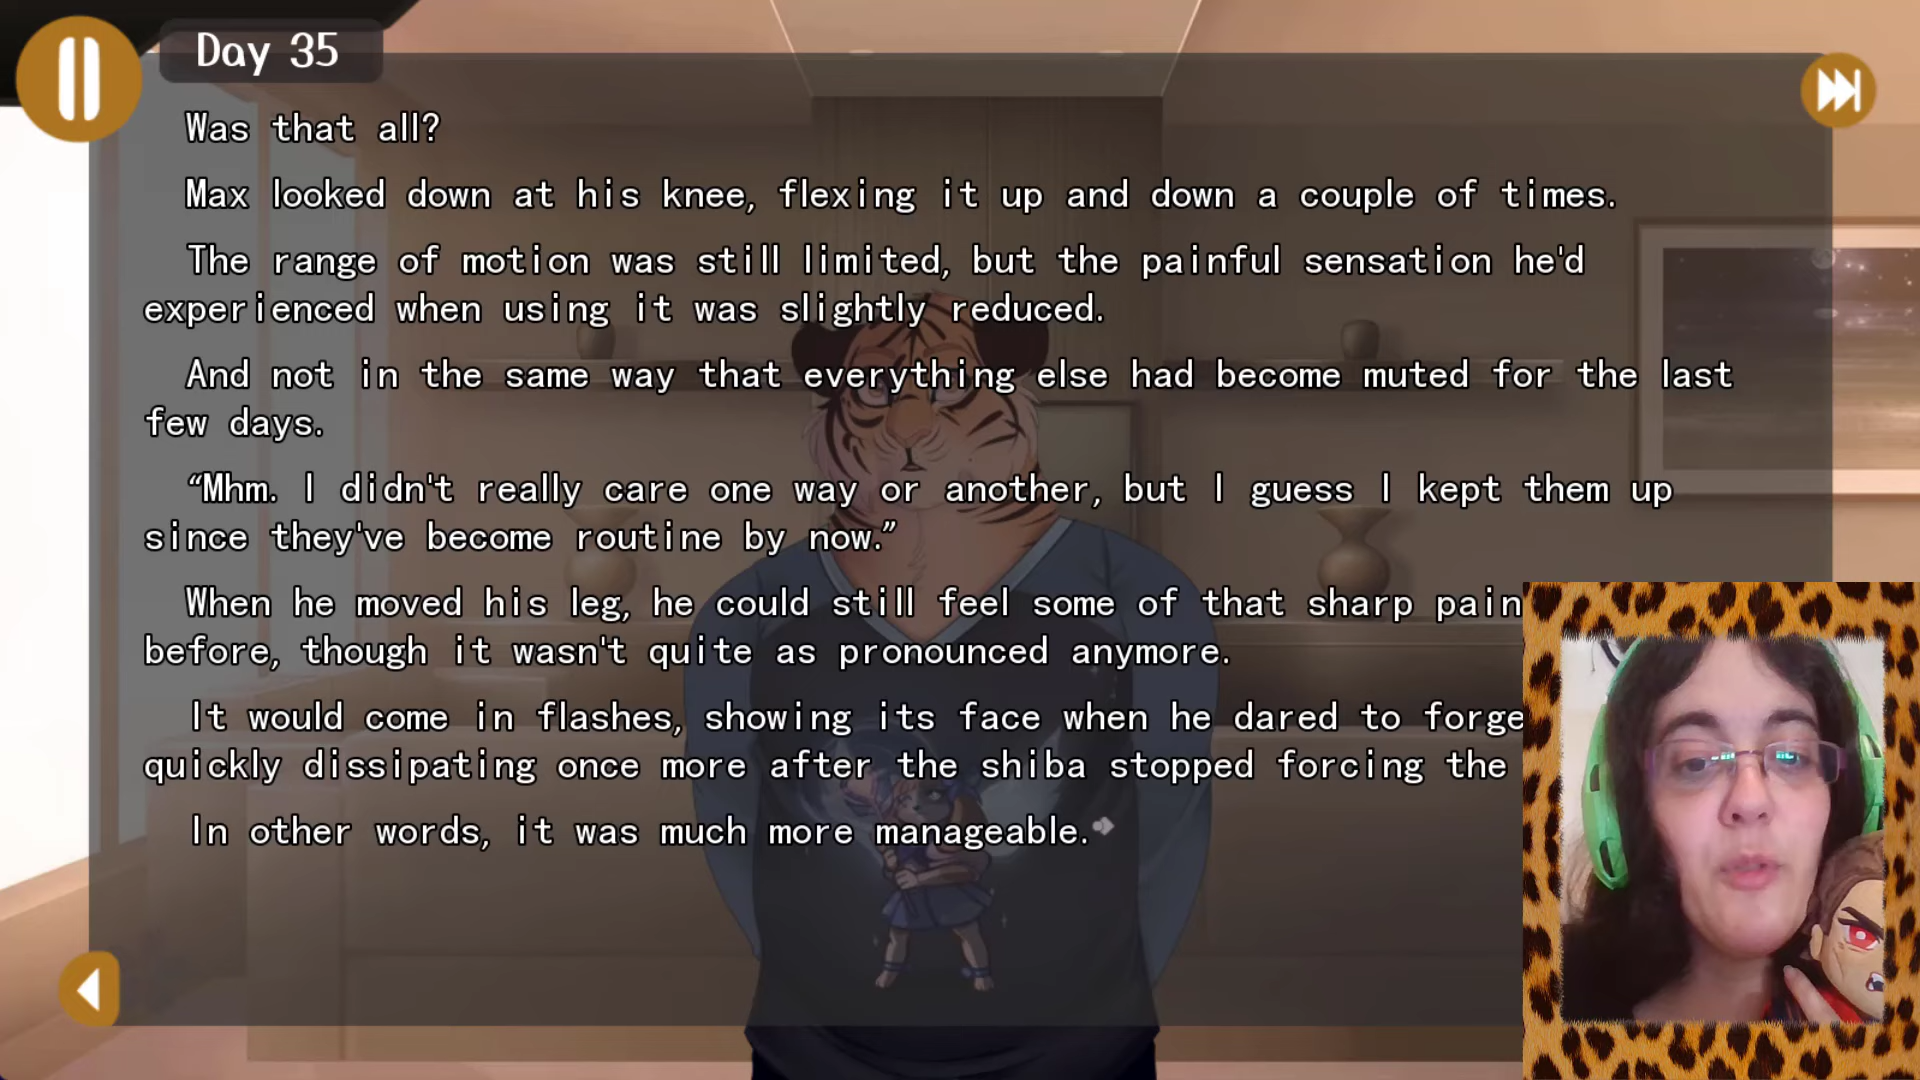 Day 35
Was that all?
Max looked down at his knee, flexing it up and down a couple of times.
The range of motion was still limited, but the painful sensation he'd
experienced when using it was slightly reduced.
And not in the same way that everything else had become muted for the last
few days.
“Mhm. I didn't really care one way or another, but I guess I kept them up
since they've become routine by now.”
When he moved his leg, he could still feel some of that sharp pain
before, though it wasn't quite as pronounced anymore.
It would come in flashes, showing its face when he dared to forge
quickly dissipating once more after the shiba stopped forcing the
In other words, it was much more manageable.